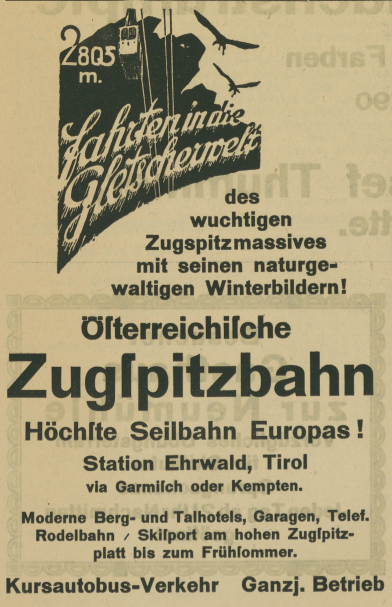 2805
m.
Fahrten in die
Gletscherwelt
des
wuchtigen
Zugspitzmassives
mit seinen naturge-
waltigen Winterbildern!
Öſterreichiſche
Zugſpitzbahn
Höchſte Seilbahn Europas!
Station Ehrwald, Tirol
via Garmiſch oder Kempten.
Moderne Berg- und Talhotels, Garagen, Telef.
Rodelbahn / Skiſport am hohen Zugſpitz-
platt bis zum Frühſommer.
Kursautobus-Verkehr Ganzj. Betrieb